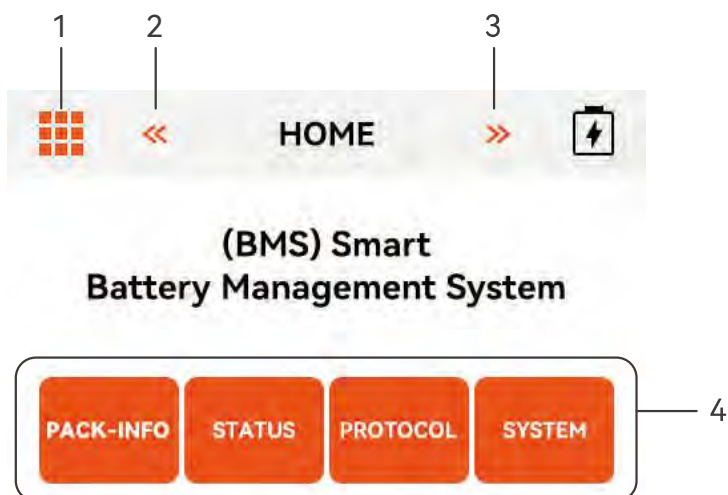 1 2 3
« HOME »
(BMS) Smart
Battery Management System
PACK-INFO STATUS PROTOCOL SYSTEM
4